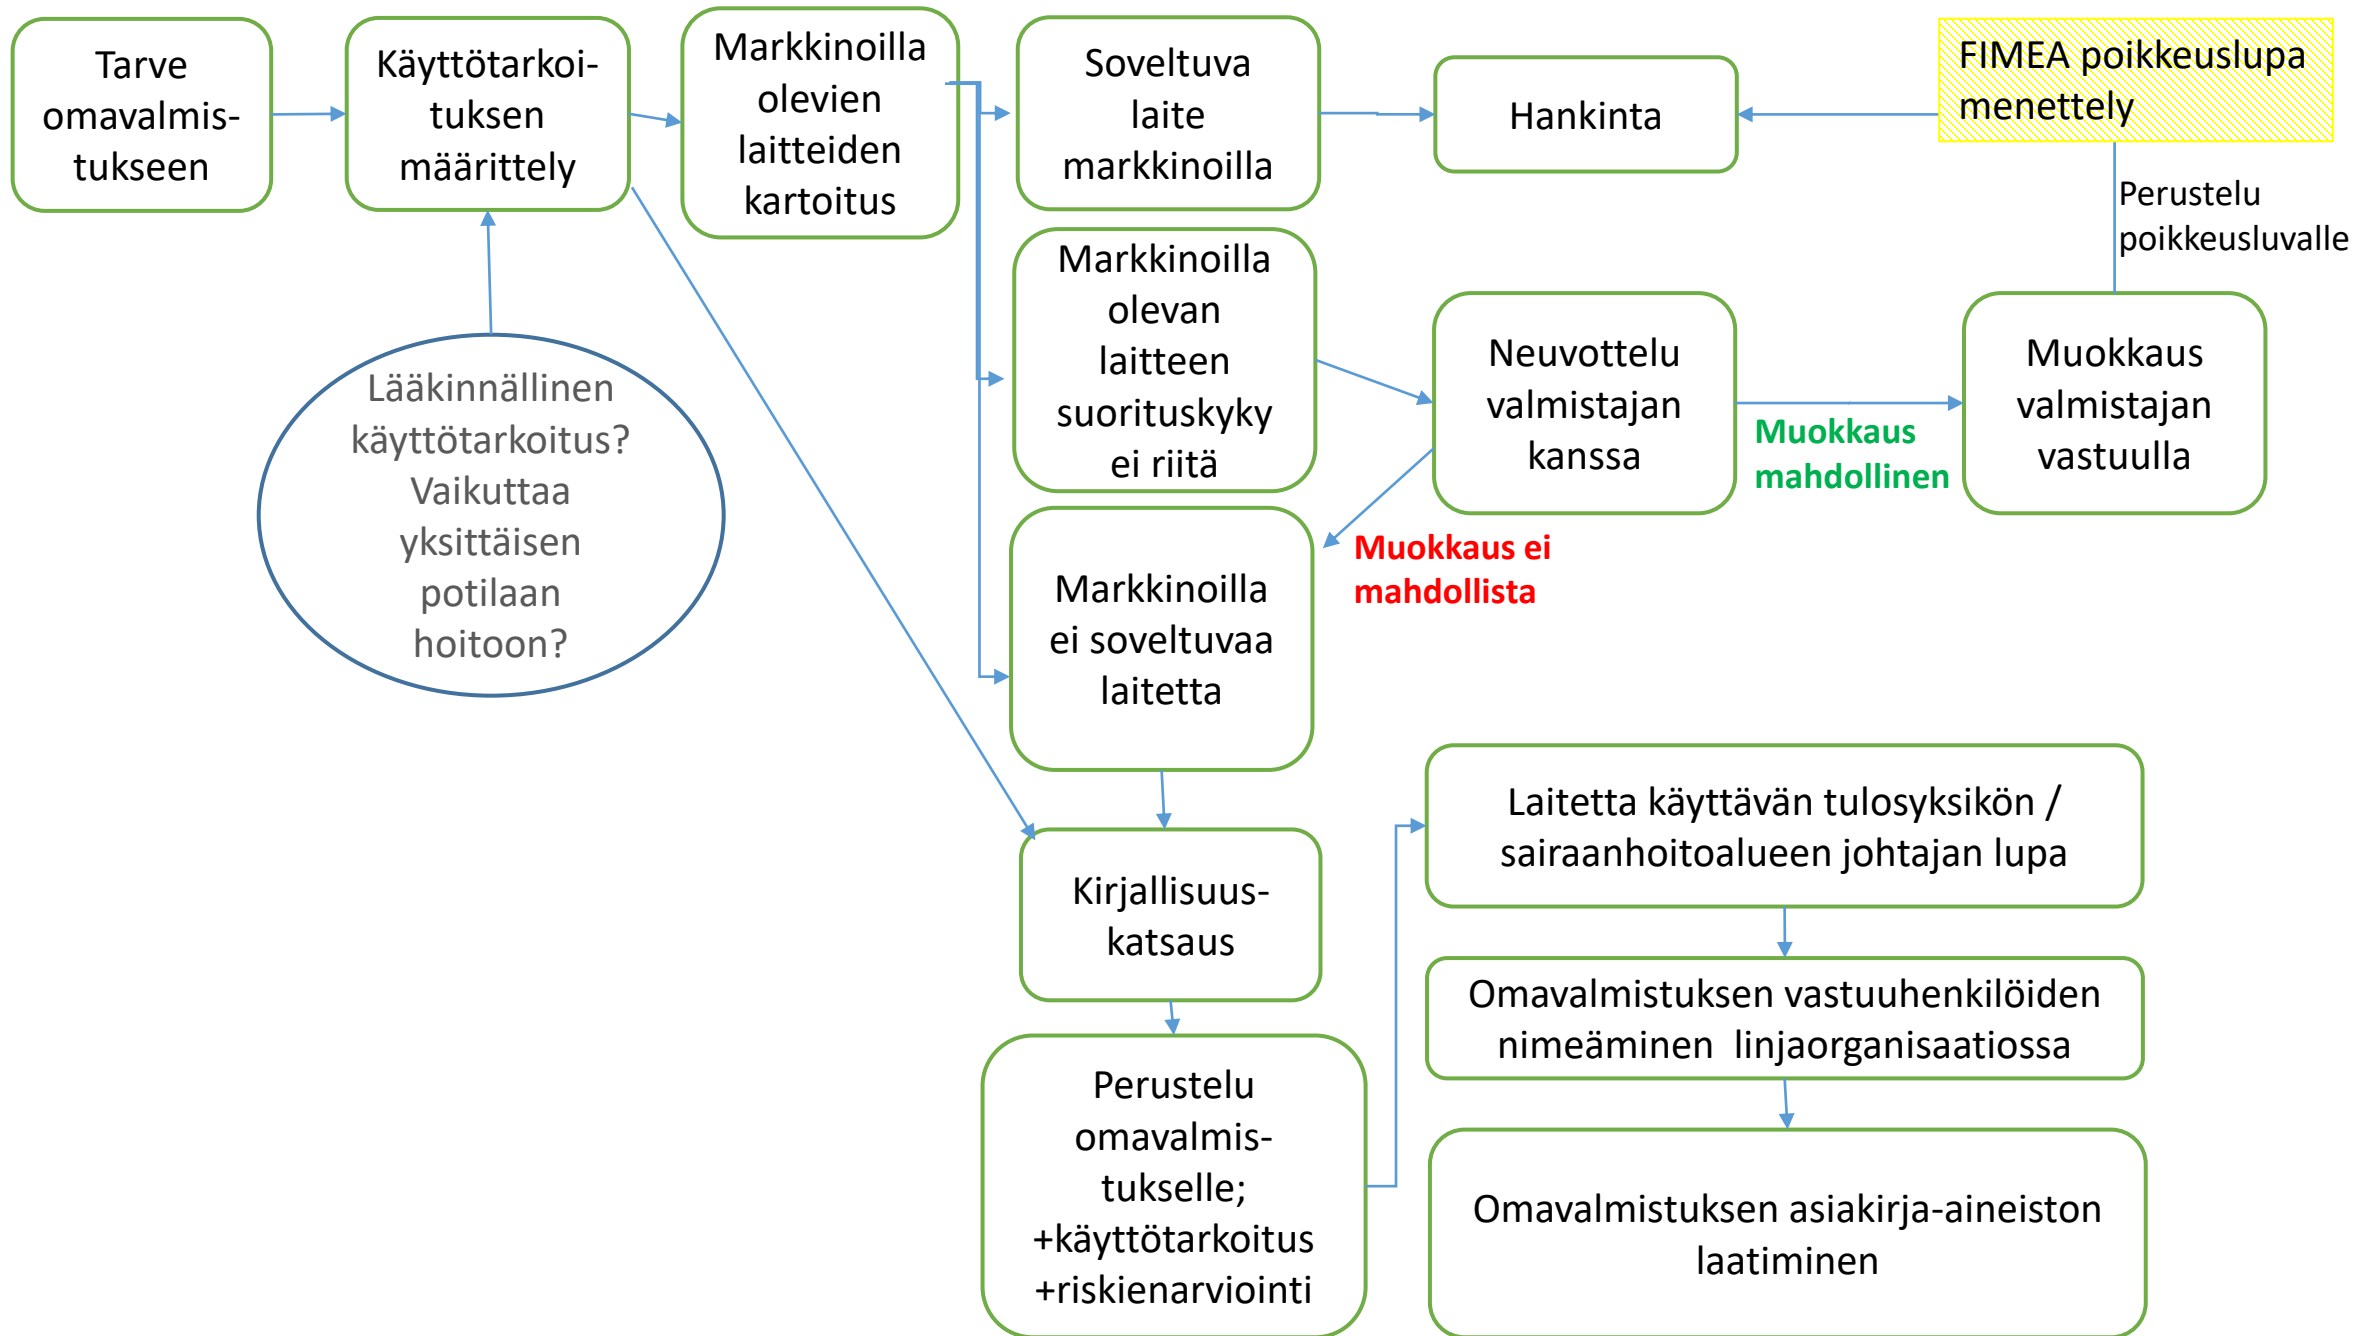 Tarve
omavalmis-
tukseen
Käyttötarkoi-
tuksen
määrittely
Markkinoilla
olevien
laitteiden
kartoitus
Soveltuva
laite
markkinoilla
Hankinta
FIMEA poikkeuslupa
menettely
Perustelu
poikkeusluvalle
Markkinoilla
olevan
laitteen
suorituskyky
ei riitä
Neuvottelu
valmistajan
kanssa
Muokkaus
mahdollinen
Muokkaus
valmistajan
vastuulla
Lääkinnällinen
käyttötarkoitus?
Vaikuttaa
yksittäisen
potilaan
hoitoon?
Muokkaus ei
mahdollista
Markkinoilla
ei soveltuvaa
laitetta
Kirjallisuus-
katsaus
Perustelu
omavalmis-
tukselle;
+käyttötarkoitus
+riskienarviointi
Laitetta käyttävän tulosyksikön /
sairaanhoitoalueen johtajan lupa
Omavalmistuksen vastuuhenkilöiden
nimeäminen linjaorganisaatiossa
Omavalmistuksen asiakirja-aineiston
laatiminen